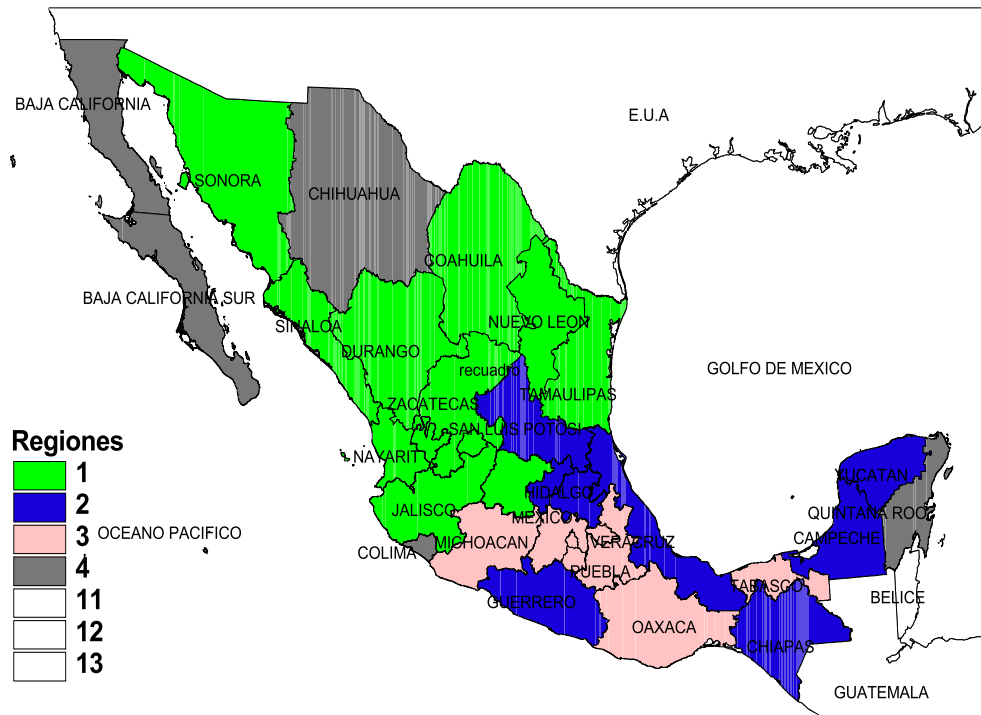 BAJA CALIFORNIA
E.U.A
SONORA
CHIHUAHUA
COAHUILA
BAJA CALIFORNIA SUR
SINALOA
NUEVO LEON
DURANGO
recuadro
GOLFO DE MEXICO
TAMAULIPAS
ZACATECAS
SAN LUIS POTOSI
Regiones
1
2
3
4
11
12
13
NAYARIT
YUCATAN
HIDALGO
JALISCO
MEXICO
QUINTANA ROO
OCEANO PACIFICO
CAMPECHE
MICHOACAN
VERACRUZ
COLIMA
PUEBLA
TABASCO
BELICE
GUERRERO
OAXACA
CHIAPAS
GUATEMALA